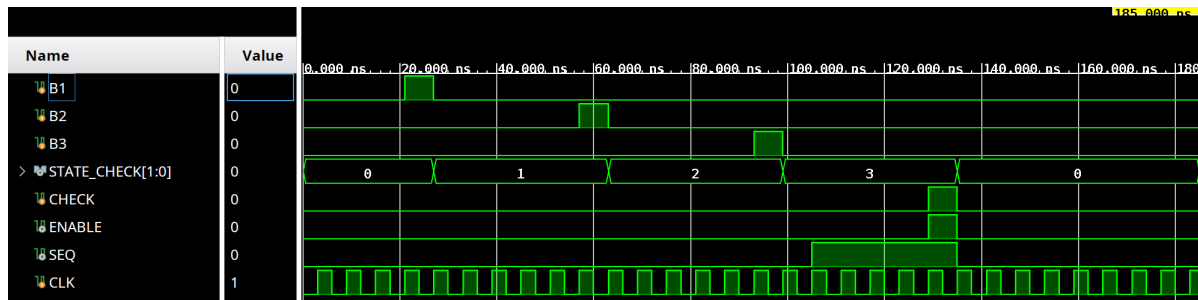 185.000 ns
Name Value
0.000 ns 20.000 ns 40.000 ns 60.000 ns 80.000 ns 100.000 ns 120.000 ns 140.000 ns 160.000 ns 180
B1 0
B2 0
B3 0
STATE_CHECK[1:0] 0 0 1 2 3 0
CHECK 0
ENABLE 0
SEQ 0
CLK 1